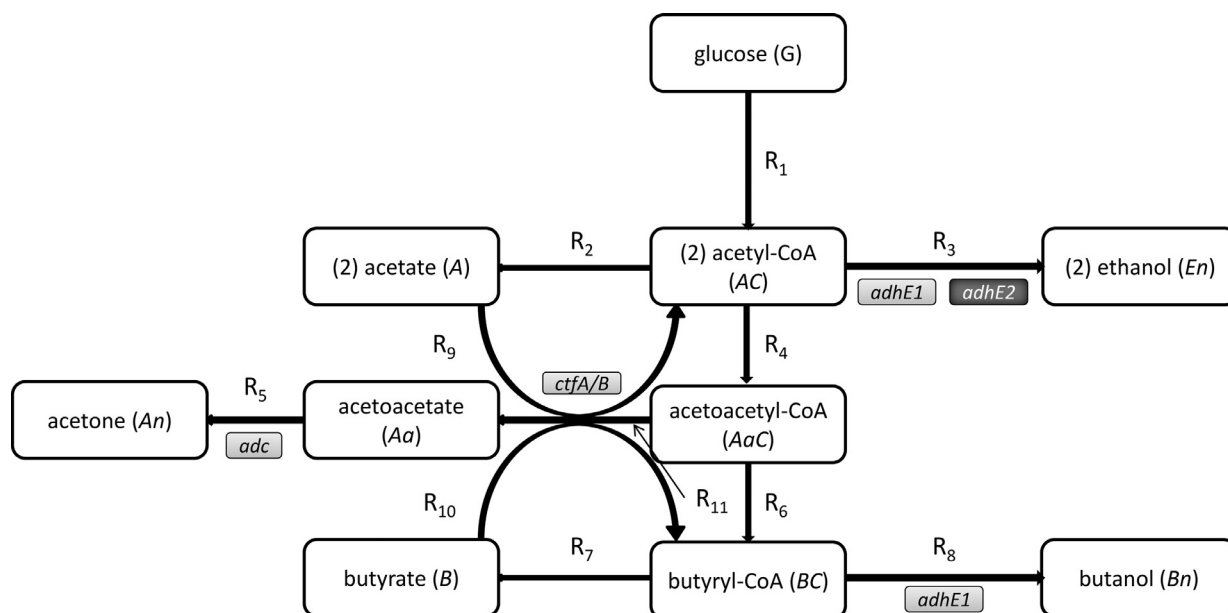 glucose (G)
R1
R2
R3
(2) acetate (A)
(2) acetyl-CoA
(AC)
(2) ethanol (En)
adhE1
adhE2
R9
R4
ctfA/B
R5
acetone (An)
acetoacetate
(Aa)
acetoacetyl-CoA
(AaC)
adc
R10
R11
R6
R7
R8
butyrate (B)
butyryl-CoA (BC)
butanol (Bn)
adhE1